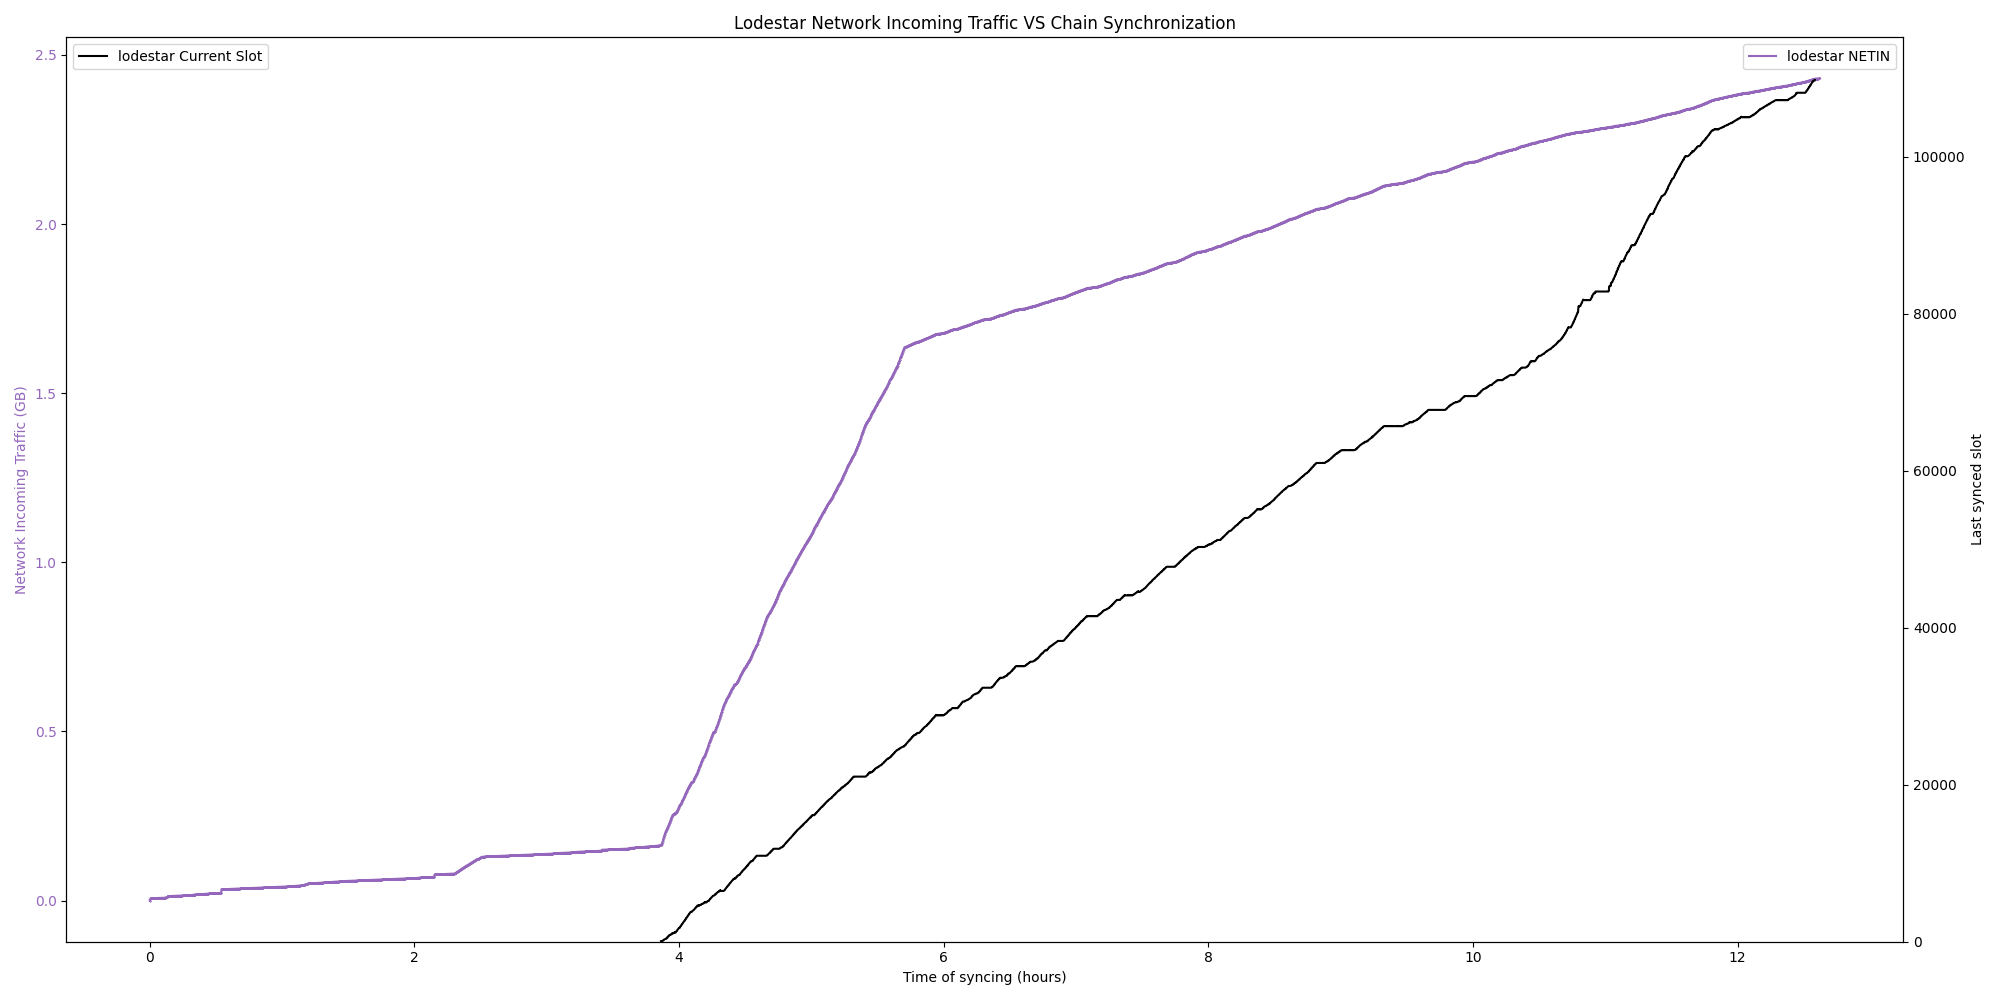 Lodestar Network Incoming Traffic VS Chain Synchronization
lodestar Current Slot
lodestar NETIN
Network Incoming Traffic (GB)
2.5
2.0
1.5
1.0
0.5
0.0
Last synced slot
100000
80000
60000
40000
20000
0
0 2 4 6 8 10 12
Time of syncing (hours)